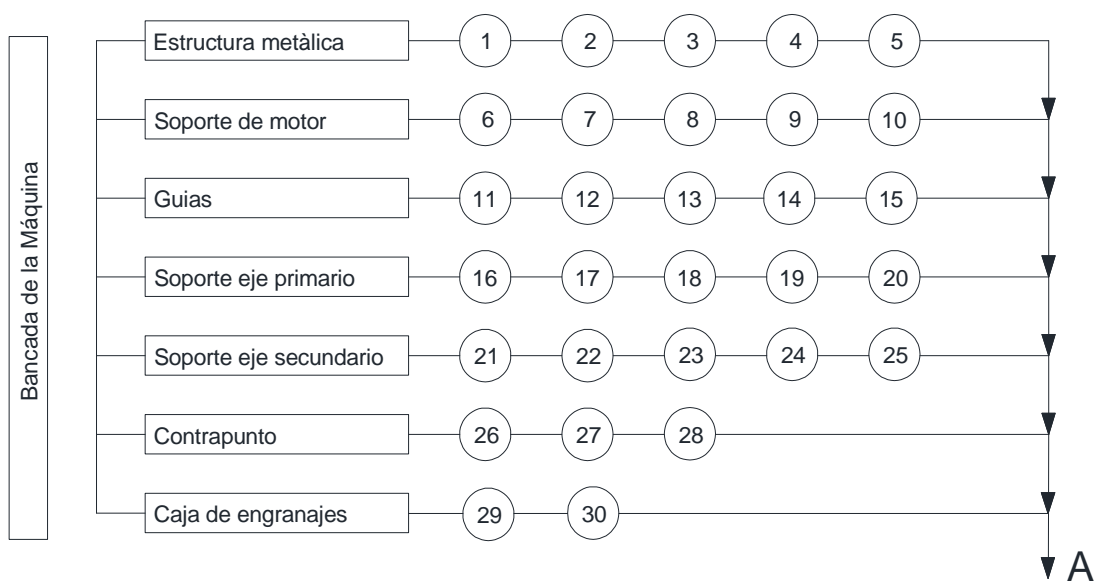 Bancada de la Máquina
Estructura metàlica 1 2 3 4 5
Soporte de motor 6 7 8 9 10
Guias 11 12 13 14 15
Soporte eje primario 16 17 18 19 20
Soporte eje secundario 21 22 23 24 25
Contrapunto 26 27 28
Caja de engranajes 29 30
A